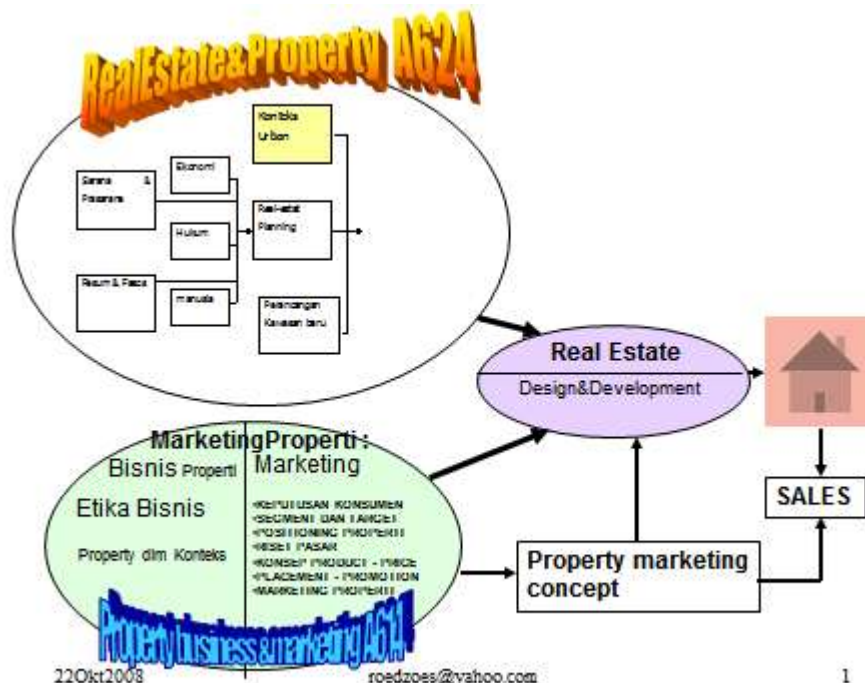 RealEstate&Property A624
Konteks
Urban
Ekonomi
Sarana &
Prasarana
Real-estat
Planning
Hukum
Fasum & Fasos
manusia
Perancangan
Kawasan baru
Real Estate
Design&Development
MarketingProperti :
Bisnis Properti
Marketing
Etika Bisnis
Property dlm Konteks
•KEPUTUSAN KONSUMEN
•SEGMENT DAN TARGET
•POSITIONING PROPERTI
•RISET PASAR
•KONSEP PRODUCT - PRICE
•PLACEMENT - PROMOTION
•MARKETING PROPERTI
SALES
Property marketing
concept
Property business & marketing A614
22Okt2008
roedzoes@yahoo.com
1